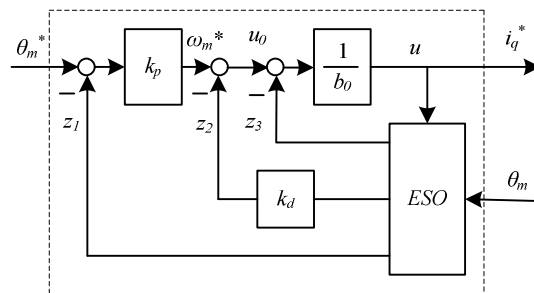 θm* kp ωm* u0 1 u iq*
b0
z1 z2 z3
kd ESO θm